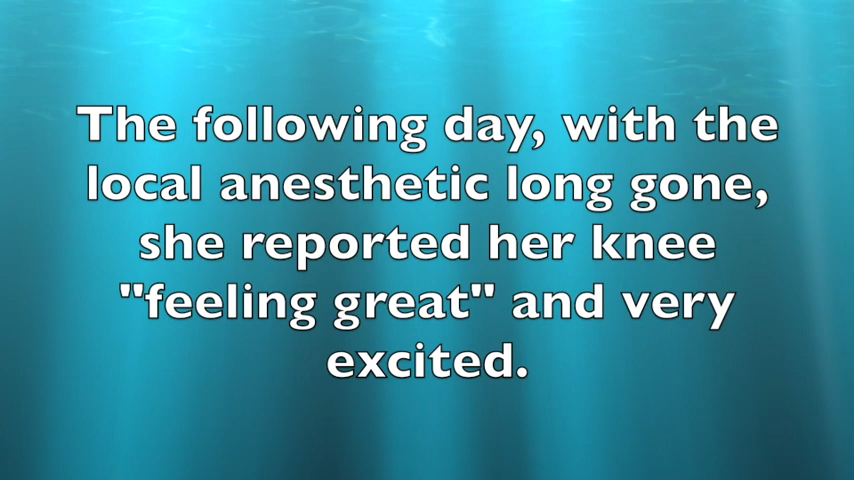 The following day, with the
local anesthetic long gone,
she reported her knee
"feeling great" and very
excited.